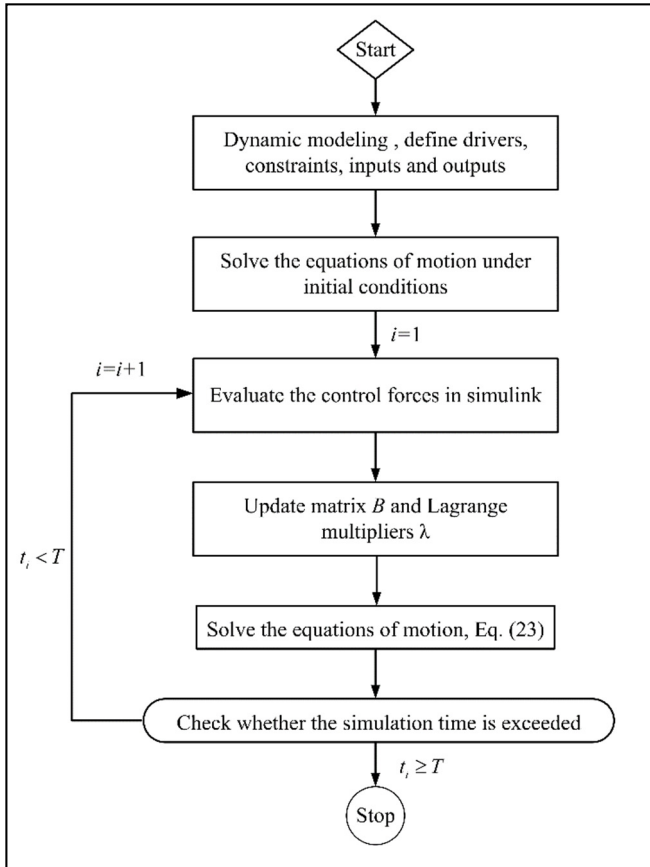 Start
Dynamic modeling , define drivers,
constraints, inputs and outputs
Solve the equations of motion under
initial conditions
i=1
i=i+1
Evaluate the control forces in simulink
Update matrix B and Lagrange
multipliers λ
t_i < T
Solve the equations of motion, Eq. (23)
Check whether the simulation time is exceeded
t_i ≥ T
Stop